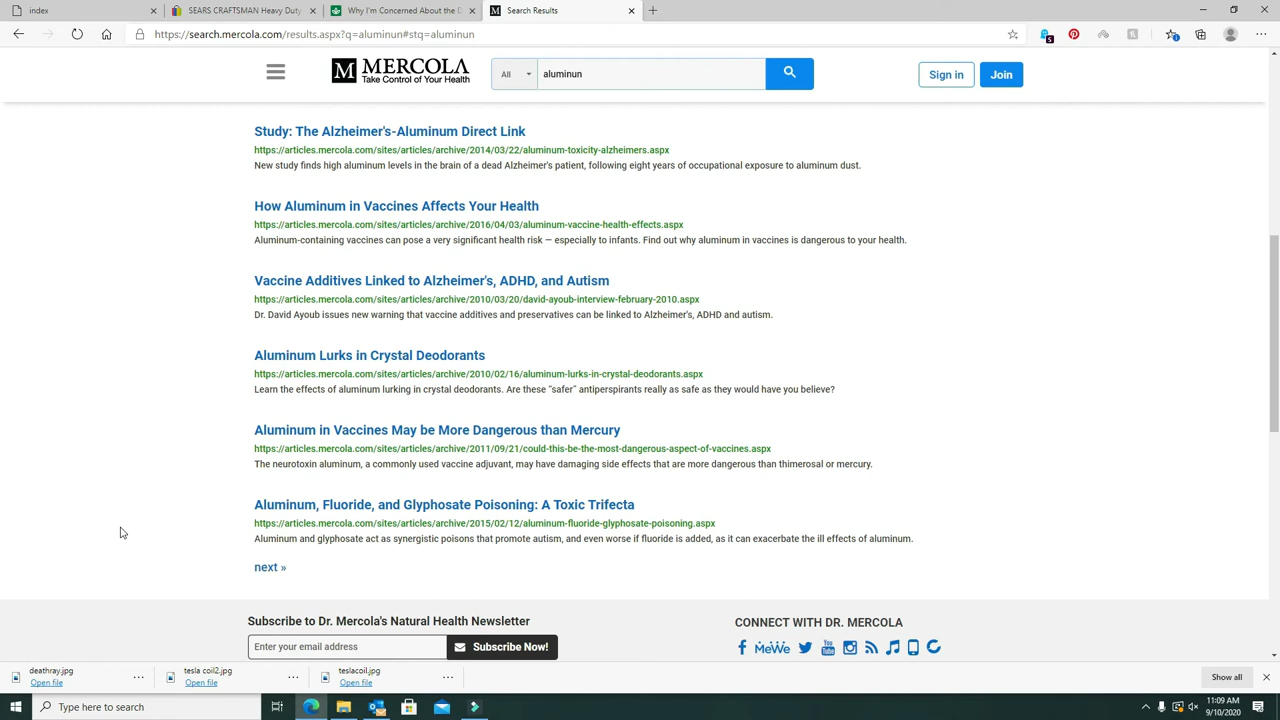 index
SEARS CRAFTSMAN Heavy Duty
Why I'm Concerned About the D
Search Results
https://search.mercola.com/results.aspx?q=aluminun#stq=aluminun
MERCOLA
Take Control of Your Health
All
aluminun
Sign in
Join
Study: The Alzheimer's-Aluminum Direct Link
https://articles.mercola.com/sites/articles/archive/2014/03/22/aluminum-toxicity-alzheimers.aspx
New study finds high aluminum levels in the brain of a dead Alzheimer's patient, following eight years of occupational exposure to aluminum dust.
How Aluminum in Vaccines Affects Your Health
https://articles.mercola.com/sites/articles/archive/2016/04/03/aluminum-vaccine-health-effects.aspx
Aluminum-containing vaccines can pose a very significant health risk — especially to infants. Find out why aluminum in vaccines is dangerous to your health.
Vaccine Additives Linked to Alzheimer's, ADHD, and Autism
https://articles.mercola.com/sites/articles/archive/2010/03/20/david-ayoub-interview-february-2010.aspx
Dr. David Ayoub issues new warning that vaccine additives and preservatives can be linked to Alzheimer's, ADHD and autism.
Aluminum Lurks in Crystal Deodorants
https://articles.mercola.com/sites/articles/archive/2010/02/16/aluminum-lurks-in-crystal-deodorants.aspx
Learn the effects of aluminum lurking in crystal deodorants. Are these "safer" antiperspirants really as safe as they would have you believe?
Aluminum in Vaccines May be More Dangerous than Mercury
https://articles.mercola.com/sites/articles/archive/2011/09/21/could-this-be-the-most-dangerous-aspect-of-vaccines.aspx
The neurotoxin aluminum, a commonly used vaccine adjuvant, may have damaging side effects that are more dangerous than thimerosal or mercury.
Aluminum, Fluoride, and Glyphosate Poisoning: A Toxic Trifecta
https://articles.mercola.com/sites/articles/archive/2015/02/12/aluminum-fluoride-glyphosate-poisoning.aspx
Aluminum and glyphosate act as synergistic poisons that promote autism, and even worse if fluoride is added, as it can exacerbate the ill effects of aluminum.
next »
Subscribe to Dr. Mercola's Natural Health Newsletter
Enter your email address
Subscribe Now!
CONNECT WITH DR. MERCOLA
MeWe
You Tube
deathray.jpg
Open file
tesla coil2.jpg
Open file
teslacoil.jpg
Open file
Show all
Type here to search
11:09 AM
9/10/2020